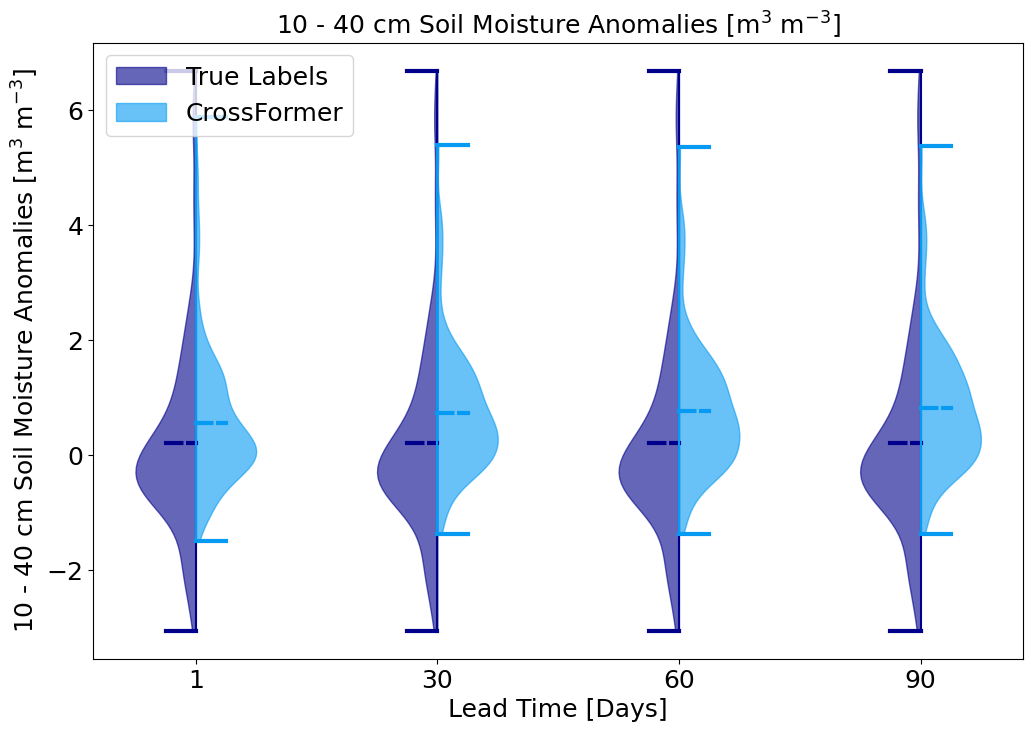 10 - 40 cm Soil Moisture Anomalies [m³ m⁻³]
10 - 40 cm Soil Moisture Anomalies [m³ m⁻³]
True Labels
CrossFormer
6
4
2
0
−2
1 30 60 90
Lead Time [Days]